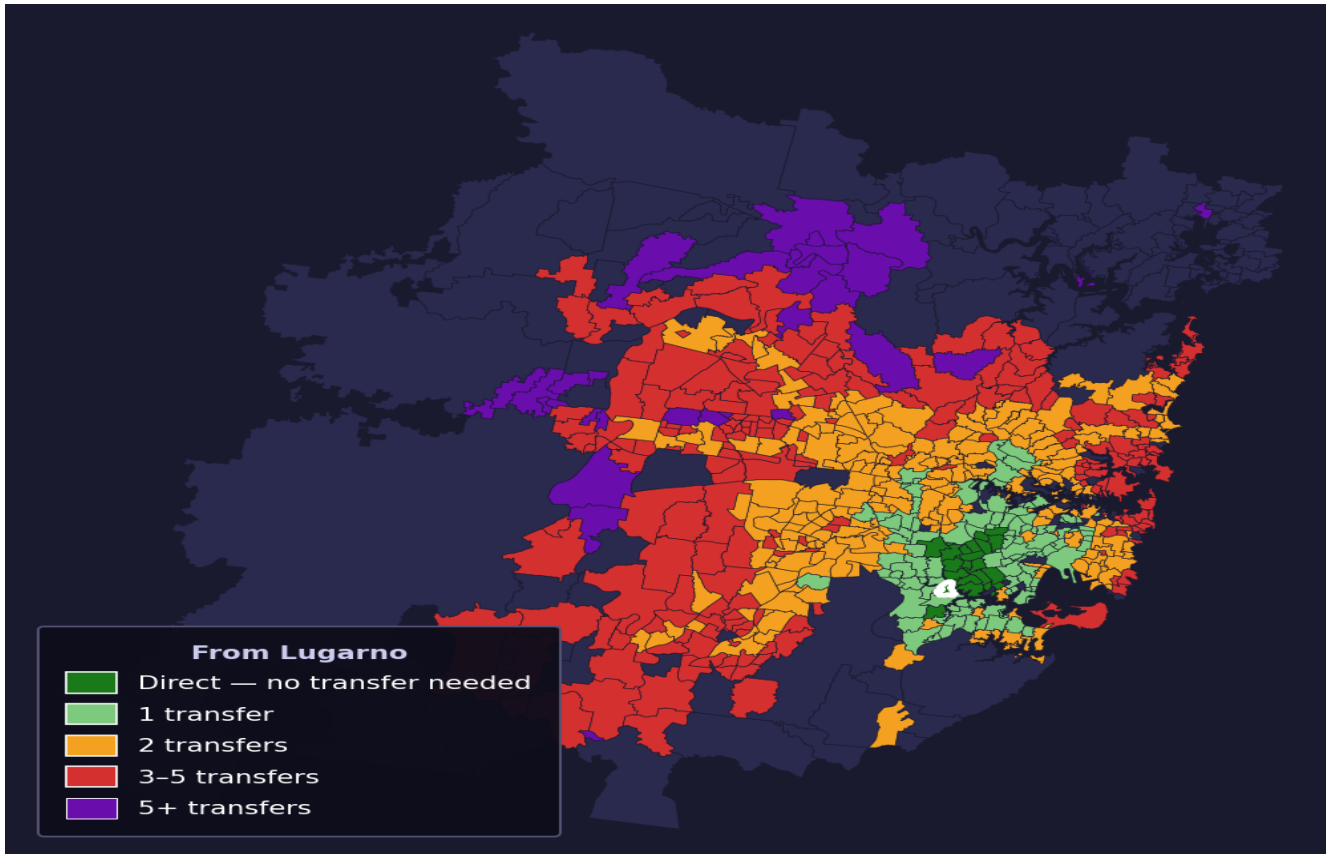 From Lugarno
Direct — no transfer needed
1 transfer
2 transfers
3–5 transfers
5+ transfers